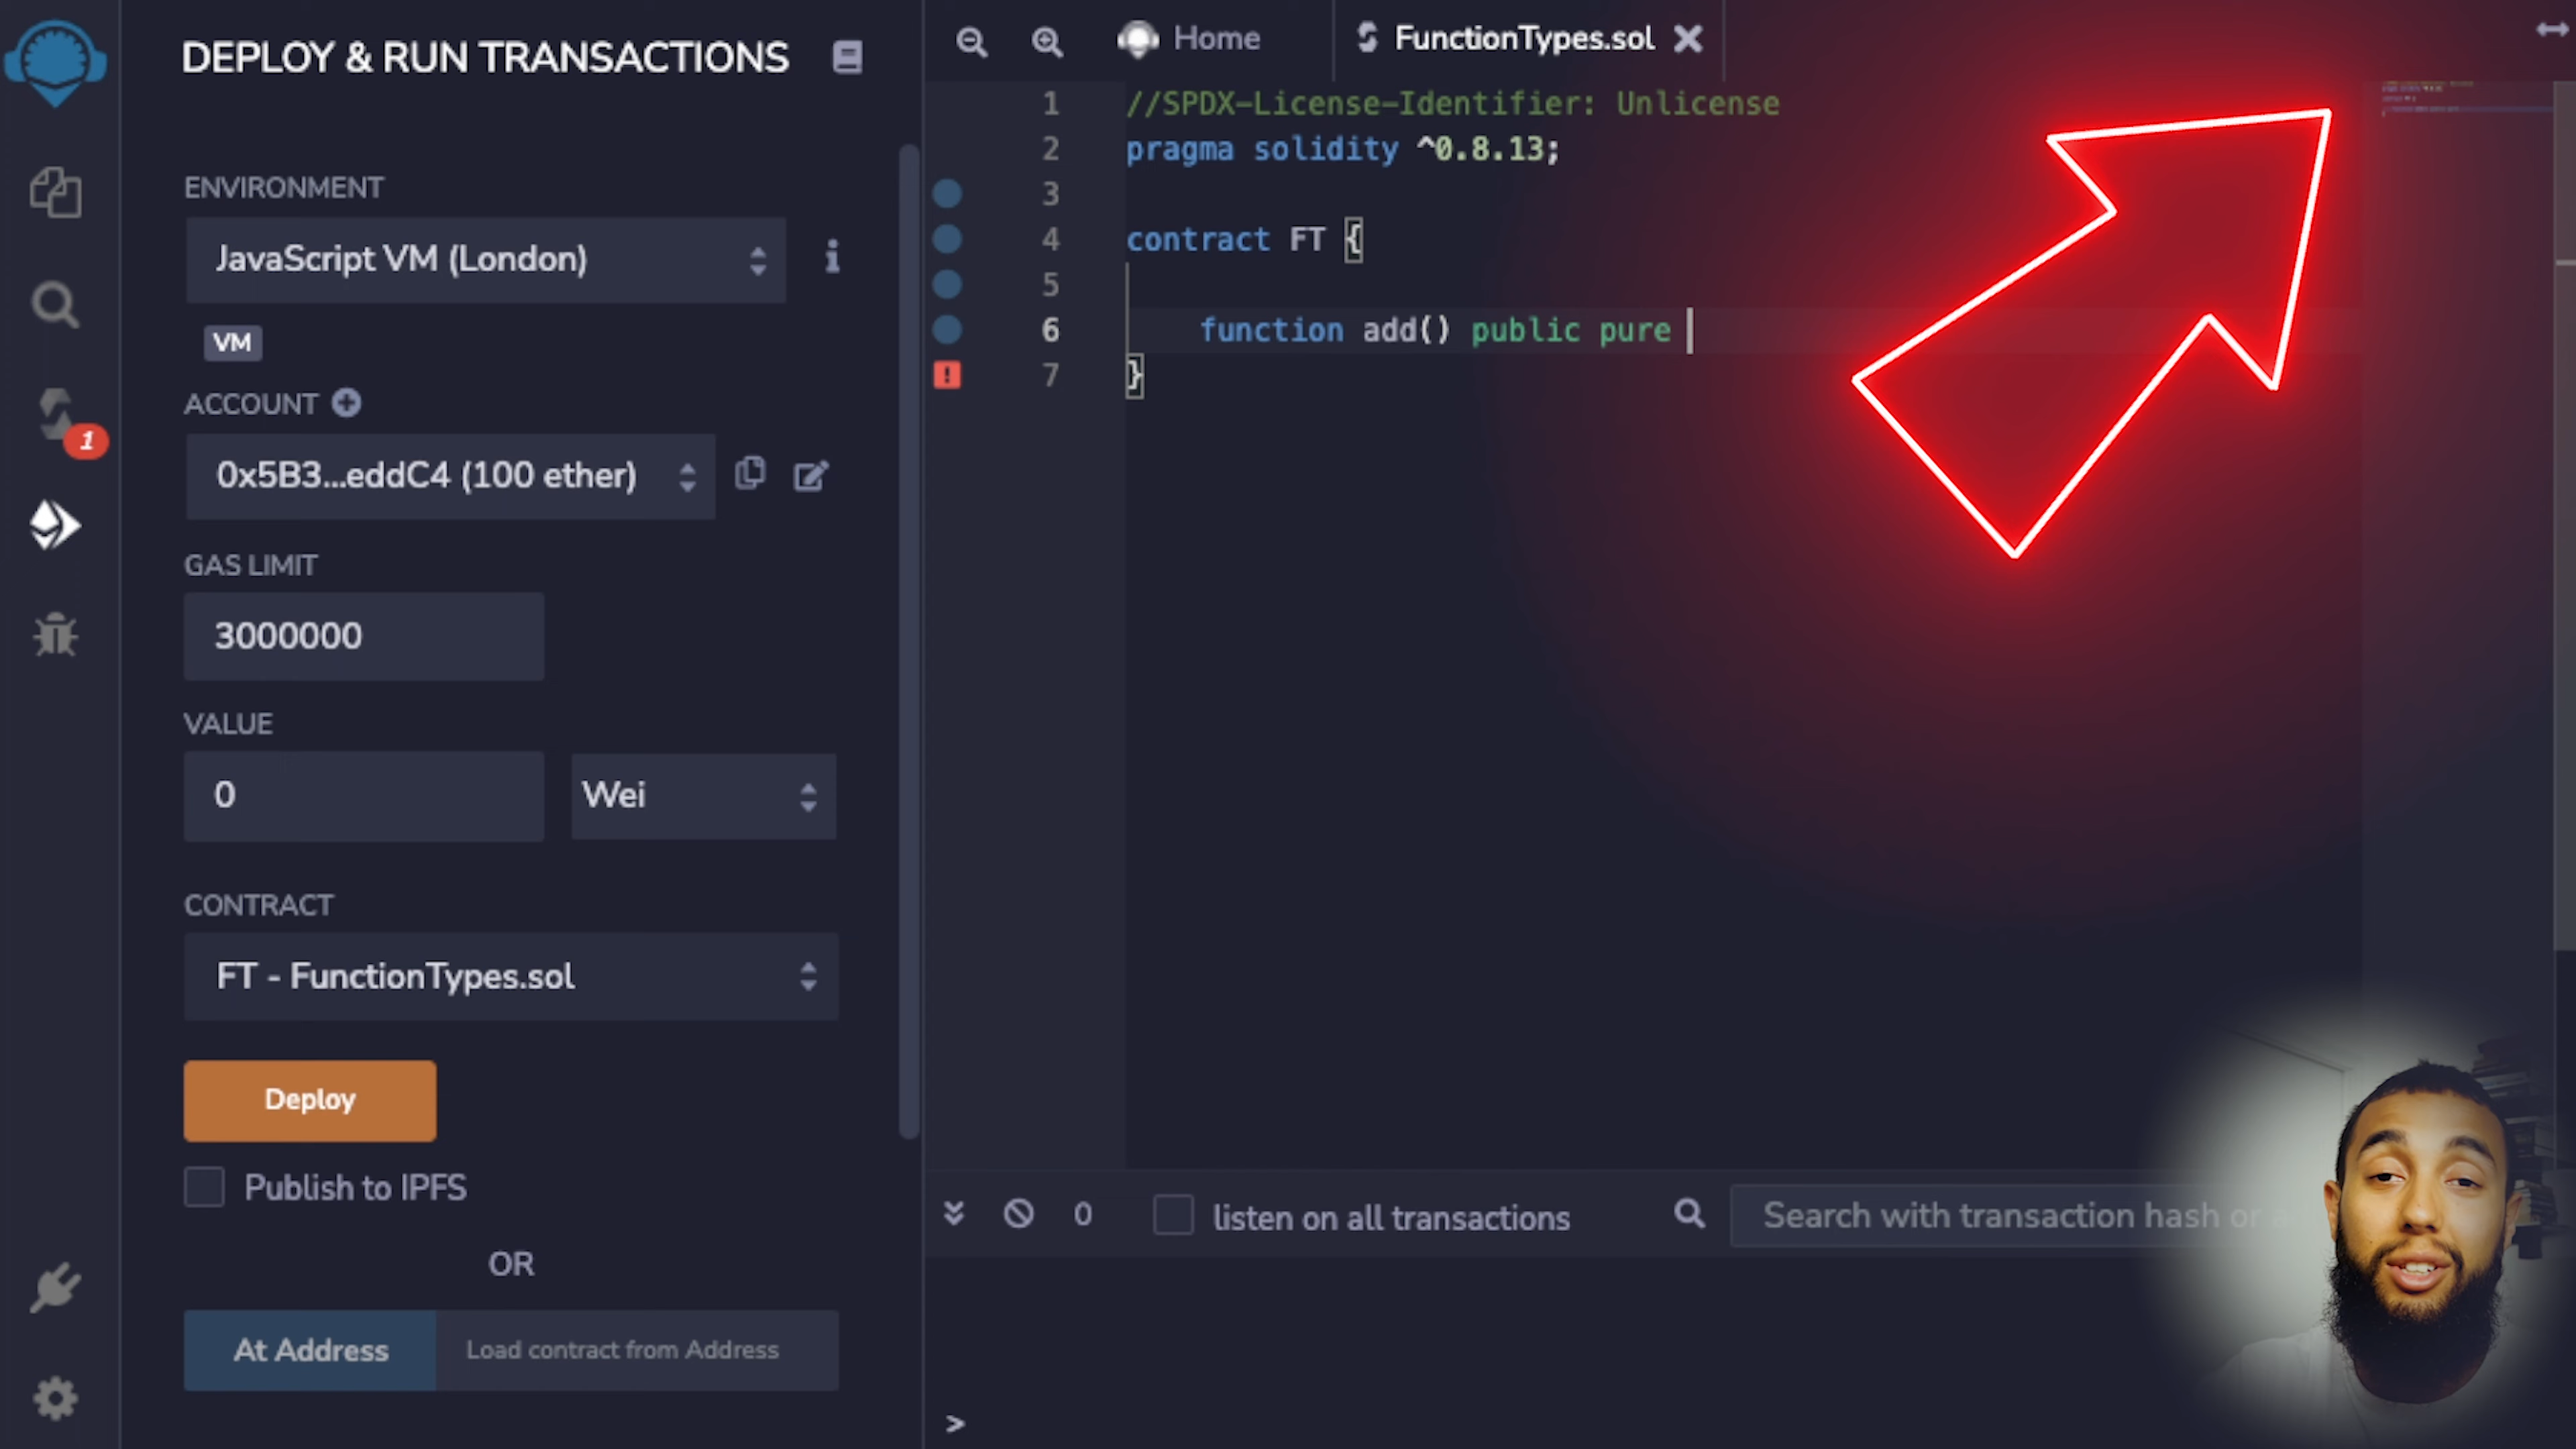 DEPLOY & RUN TRANSACTIONS
ENVIRONMENT
JavaScript VM (London)
VM
ACCOUNT
0x5B3...eddC4 (100 ether)
1
GAS LIMIT
3000000
VALUE
0
Wei
CONTRACT
FT - FunctionTypes.sol
Deploy
Publish to IPFS
OR
At Address
Load contract from Address
Home
FunctionTypes.sol
1 //SPDX-License-Identifier: Unlicense
2 pragma solidity ^0.8.13;
3
4 contract FT {
5
6 function add() public pure
7 }
0
listen on all transactions
Search with transaction hash or
>